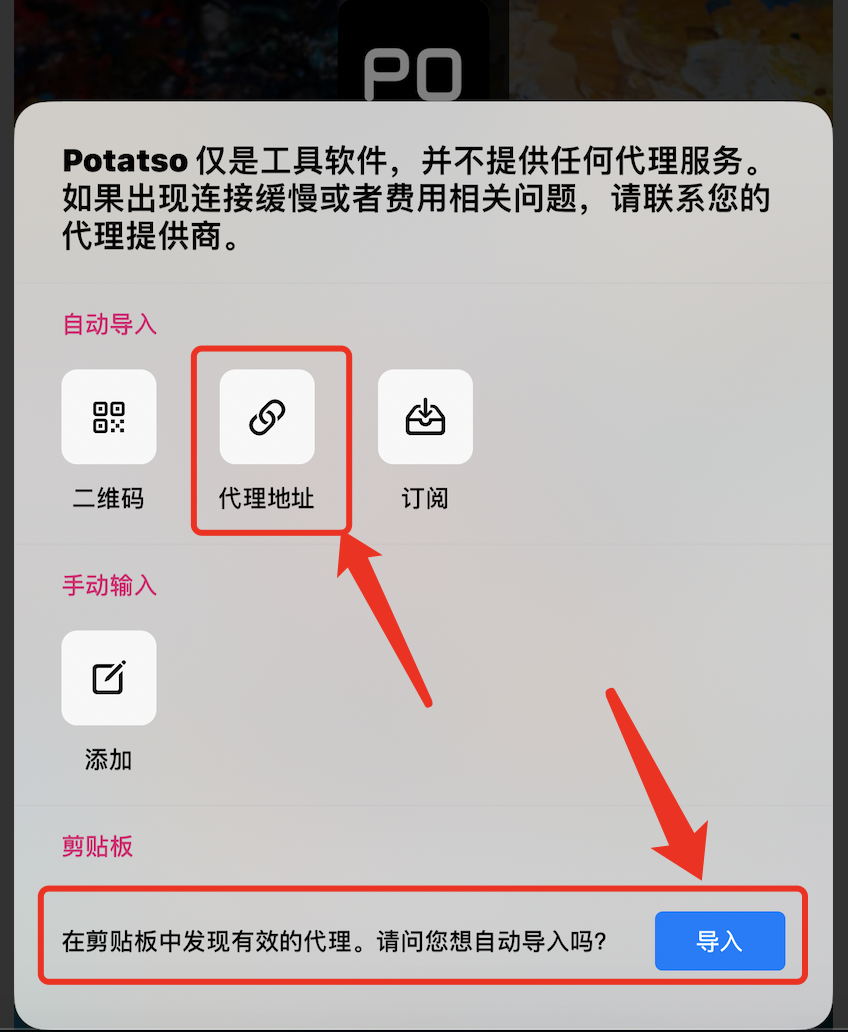 PO
Potatso 仅是工具软件，并不提供任何代理服务。
如果出现连接缓慢或者费用相关问题，请联系您的
代理提供商。
自动导入
二维码
代理地址
订阅
手动输入
添加
剪贴板
在剪贴板中发现有效的代理。请问您想自动导入吗?
导入